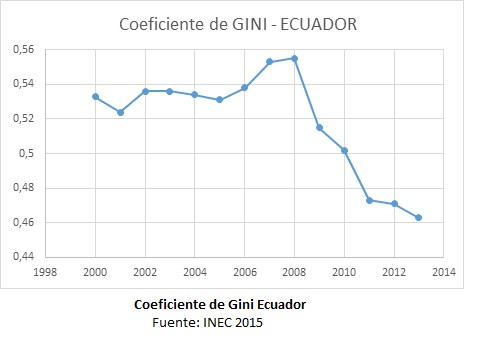 Coeficiente de GINI - ECUADOR
0,56
0,54
0,52
0,5
0,48
0,46
0,44
1998 2000 2002 2004 2006 2008 2010 2012 2014
Coeficiente de Gini Ecuador
Fuente: INEC 2015